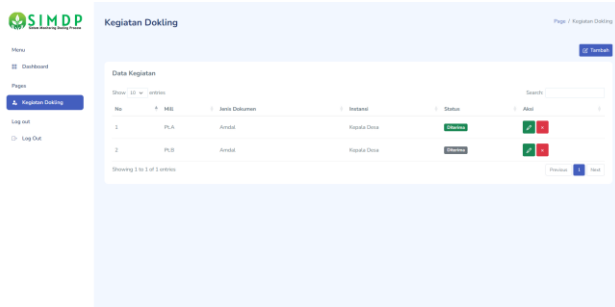 SIMDP
Kegiatan Dokling
Page / Kegiatan Dokling
Menu
Dashboard
Pages
Kegiatan Dokling
Log out
Log Out
Tambah
Data Kegiatan
Show 10 entries
Search:
No Mill Jenis Dokumen Instansi Status Aksi
1 PLA Amdal Kepala Desa Diterima
2 PLB Amdal Kepala Desa Diterima
Showing 1 to 1 of 1 entries
Previous 1 Next